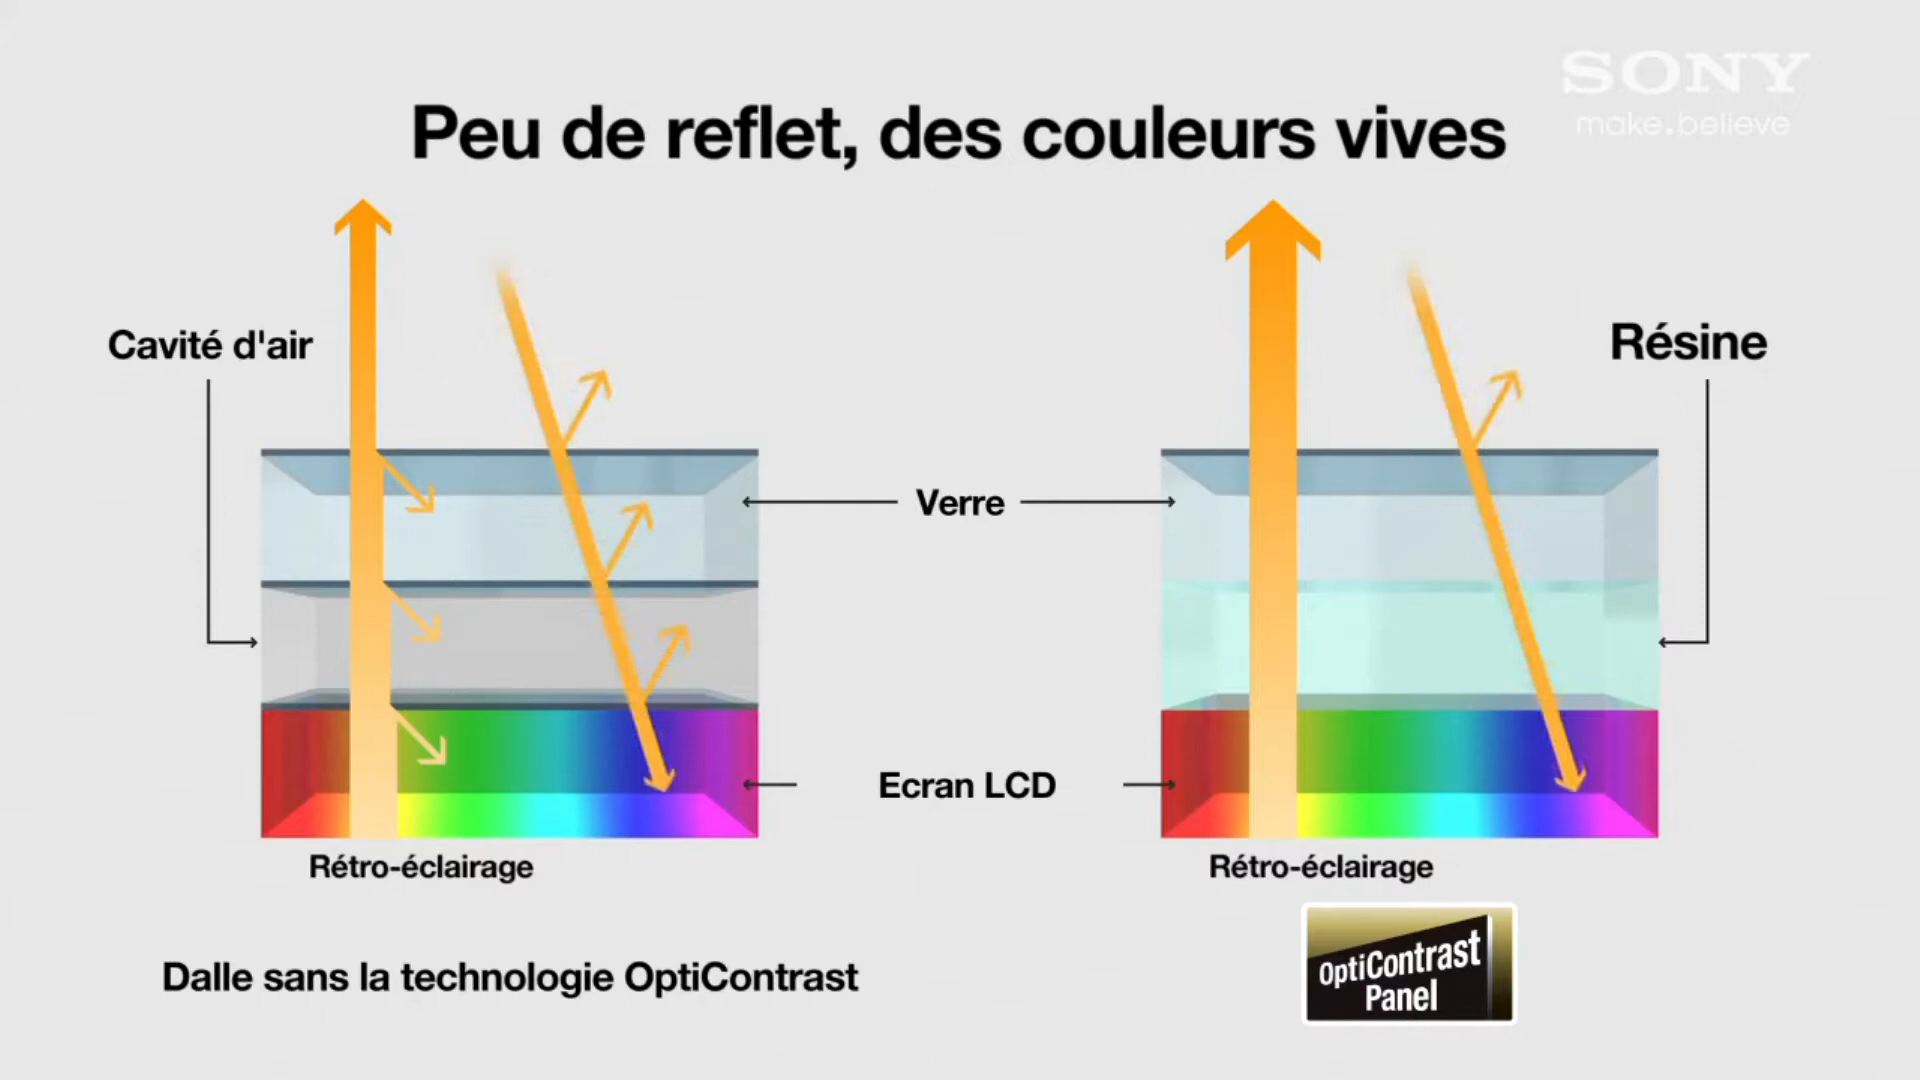 SONY
make.believe
Peu de reflet, des couleurs vives
Cavité d'air
Résine
Verre
Ecran LCD
Rétro-éclairage
Rétro-éclairage
Dalle sans la technologie OptiContrast
OptiContrast
Panel